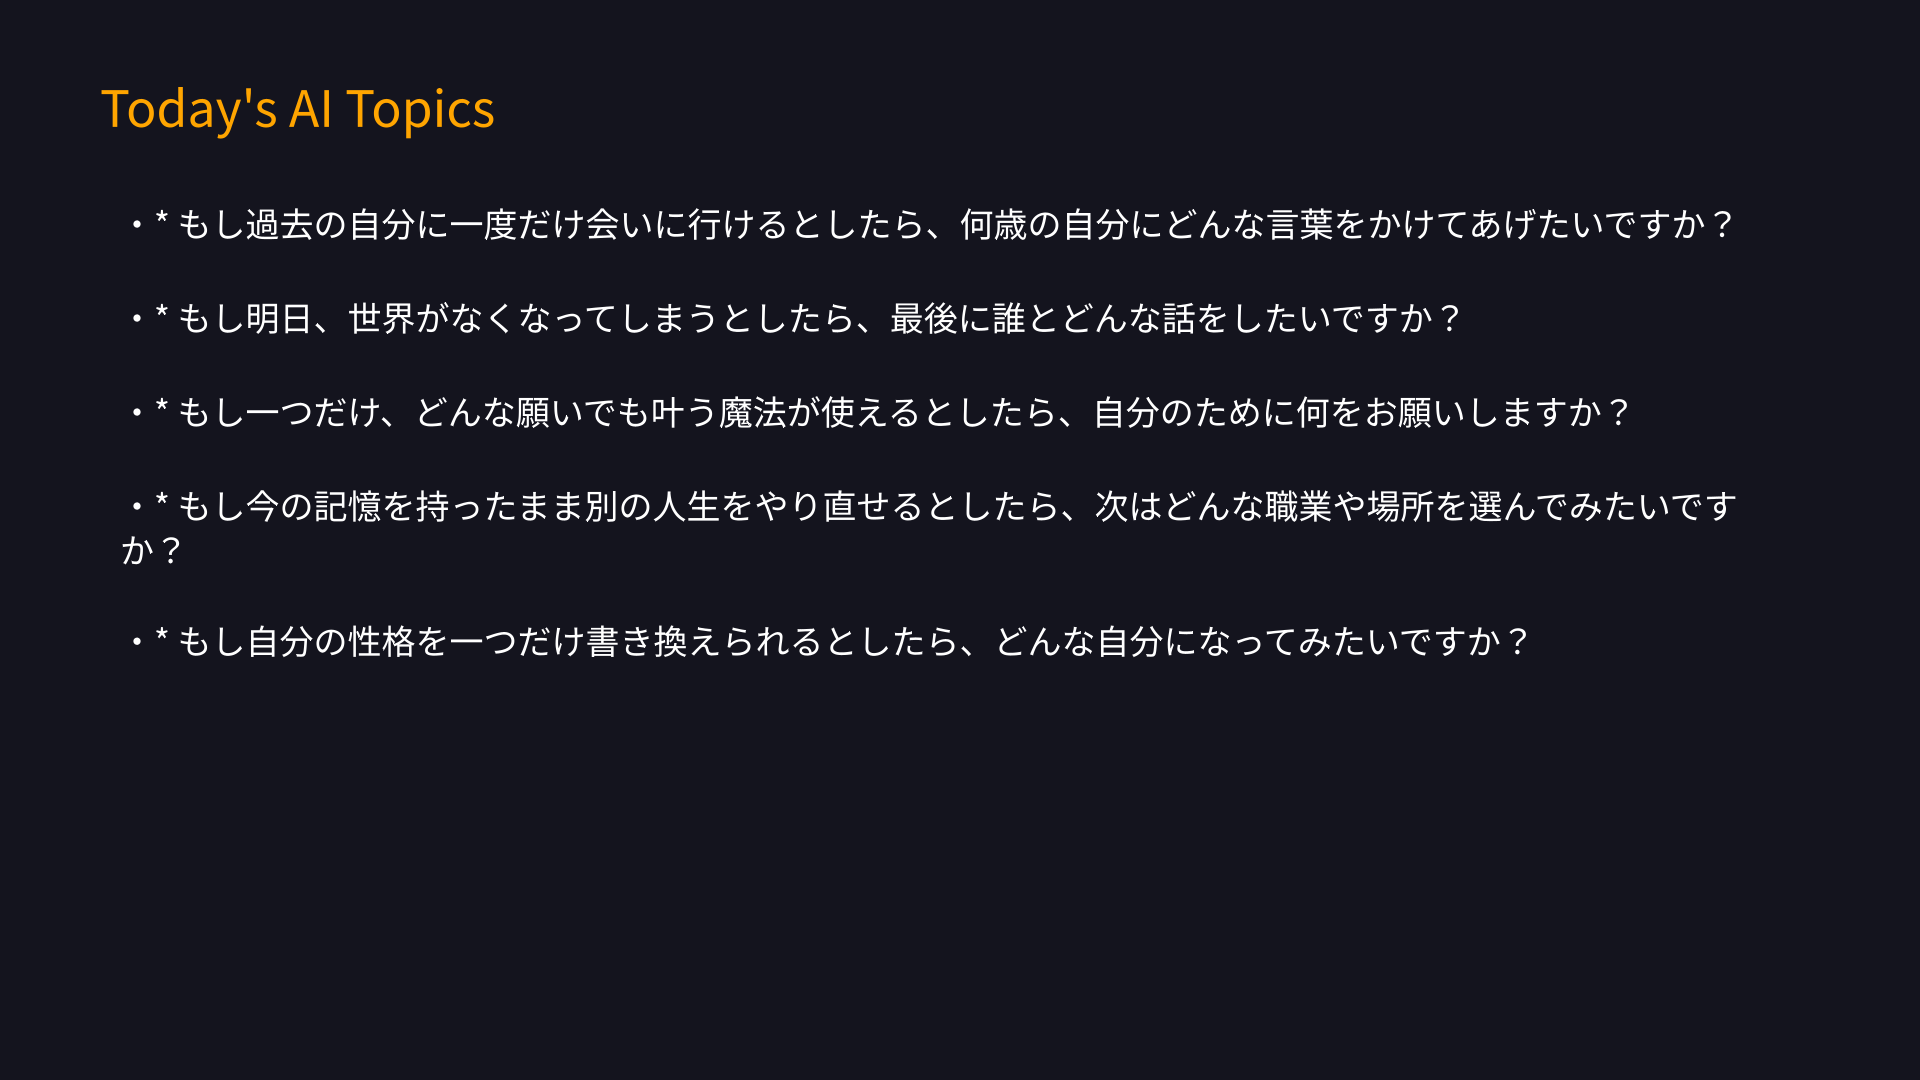 Today's AI Topics
・* もし過去の自分に一度だけ会いに行けるとしたら、何歳の自分にどんな言葉をかけてあげたいですか？
・* もし明日、世界がなくなってしまうとしたら、最後に誰とどんな話をしたいですか？
・* もし一つだけ、どんな願いでも叶う魔法が使えるとしたら、自分のために何をお願いしますか？
・* もし今の記憶を持ったまま別の人生をやり直せるとしたら、次はどんな職業や場所を選んでみたいです
か？
・* もし自分の性格を一つだけ書き換えられるとしたら、どんな自分になってみたいですか？